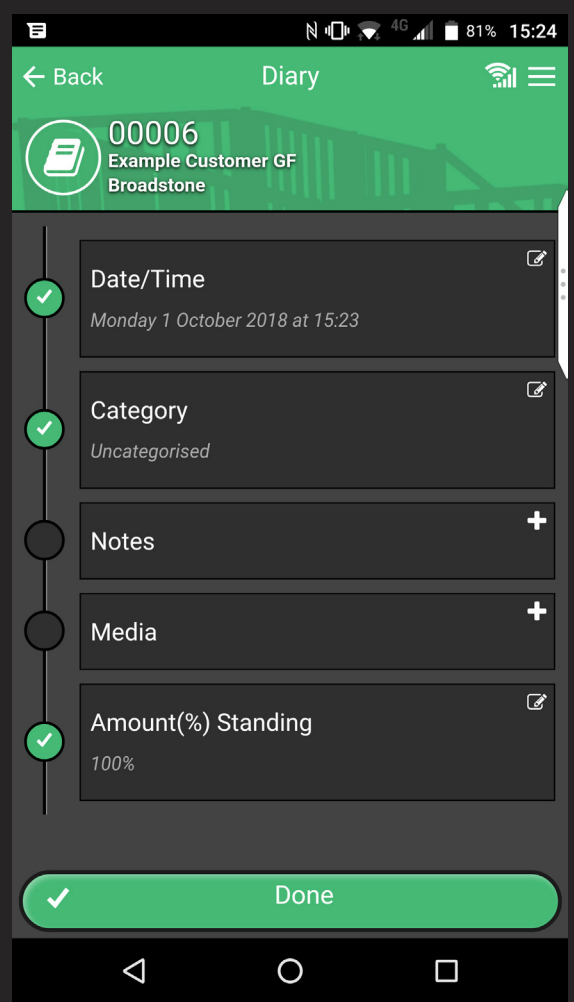 4G 81% 15:24
Back Diary
00006
Example Customer GF
Broadstone
Date/Time
Monday 1 October 2018 at 15:23
Category
Uncategorised
Notes
Media
Amount(%) Standing
100%
Done